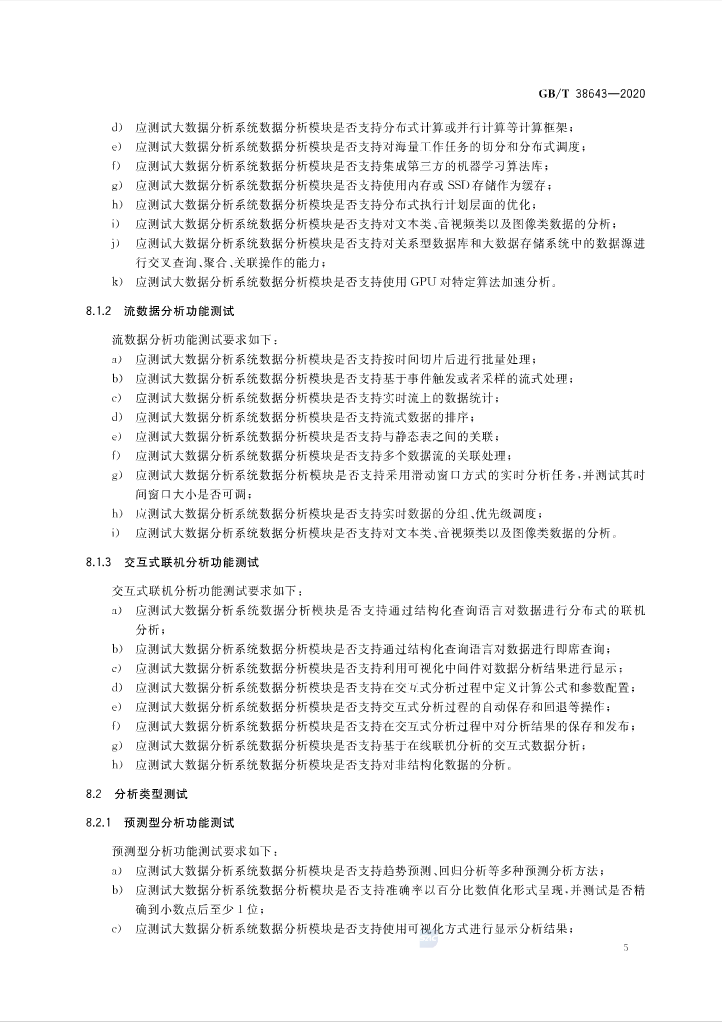 GB/T 38643—2020
d) 应测试大数据分析系统数据分析模块是否支持分布式计算或并行计算等计算框架;
e) 应测试大数据分析系统数据分析模块是否支持对海量工作任务的切分和分布式调度;
f) 应测试大数据分析系统数据分析模块是否支持集成第三方的机器学习算法库;
g) 应测试大数据分析系统数据分析模块是否支持使用内存或 SSD 存储作为缓存;
h) 应测试大数据分析系统数据分析模块是否支持分布式执行计划层面的优化;
i) 应测试大数据分析系统数据分析模块是否支持对文本类、音视频类以及图像类数据的分析;
j) 应测试大数据分析系统数据分析模块是否支持对关系型数据库和大数据存储系统中的数据源进
行交叉查询、聚合、关联操作的能力;
k) 应测试大数据分析系统数据分析模块是否支持使用 GPU 对特定算法加速分析。
8.1.2 流数据分析功能测试
流数据分析功能测试要求如下:
a) 应测试大数据分析系统数据分析模块是否支持按时间切片后进行批量处理;
b) 应测试大数据分析系统数据分析模块是否支持基于事件触发或者采样的流式处理;
c) 应测试大数据分析系统数据分析模块是否支持实时流上的数据统计;
d) 应测试大数据分析系统数据分析模块是否支持流式数据的排序;
e) 应测试大数据分析系统数据分析模块是否支持与静态表之间的关联;
f) 应测试大数据分析系统数据分析模块是否支持多个数据流的关联处理;
g) 应测试大数据分析系统数据分析模块是否支持采用滑动窗口方式的实时分析任务,并测试其时
间窗口大小是否可调;
h) 应测试大数据分析系统数据分析模块是否支持实时数据的分组、优先级调度;
i) 应测试大数据分析系统数据分析模块是否支持对文本类、音视频类以及图像类数据的分析。
8.1.3 交互式联机分析功能测试
交互式联机分析功能测试要求如下:
a) 应测试大数据分析系统数据分析模块是否支持通过结构化查询语言对数据进行分布式的联机
分析;
b) 应测试大数据分析系统数据分析模块是否支持通过结构化查询语言对数据进行即席查询;
c) 应测试大数据分析系统数据分析模块是否支持利用可视化中间件对数据分析结果进行显示;
d) 应测试大数据分析系统数据分析模块是否支持在交互式分析过程中定义计算公式和参数配置;
e) 应测试大数据分析系统数据分析模块是否支持交互式分析过程的自动保存和回退等操作;
f) 应测试大数据分析系统数据分析模块是否支持在交互式分析过程中对分析结果的保存和发布;
g) 应测试大数据分析系统数据分析模块是否支持基于在线联机分析的交互式数据分析;
h) 应测试大数据分析系统数据分析模块是否支持对非结构化数据的分析。
8.2 分析类型测试
8.2.1 预测型分析功能测试
预测型分析功能测试要求如下:
a) 应测试大数据分析系统数据分析模块是否支持趋势预测、回归分析等多种预测分析方法;
b) 应测试大数据分析系统数据分析模块是否支持准确率以百分比数值化形式呈现,并测试是否精
确到小数点后至少 1 位;
c) 应测试大数据分析系统数据分析模块是否支持使用可视化方式进行显示分析结果;
5